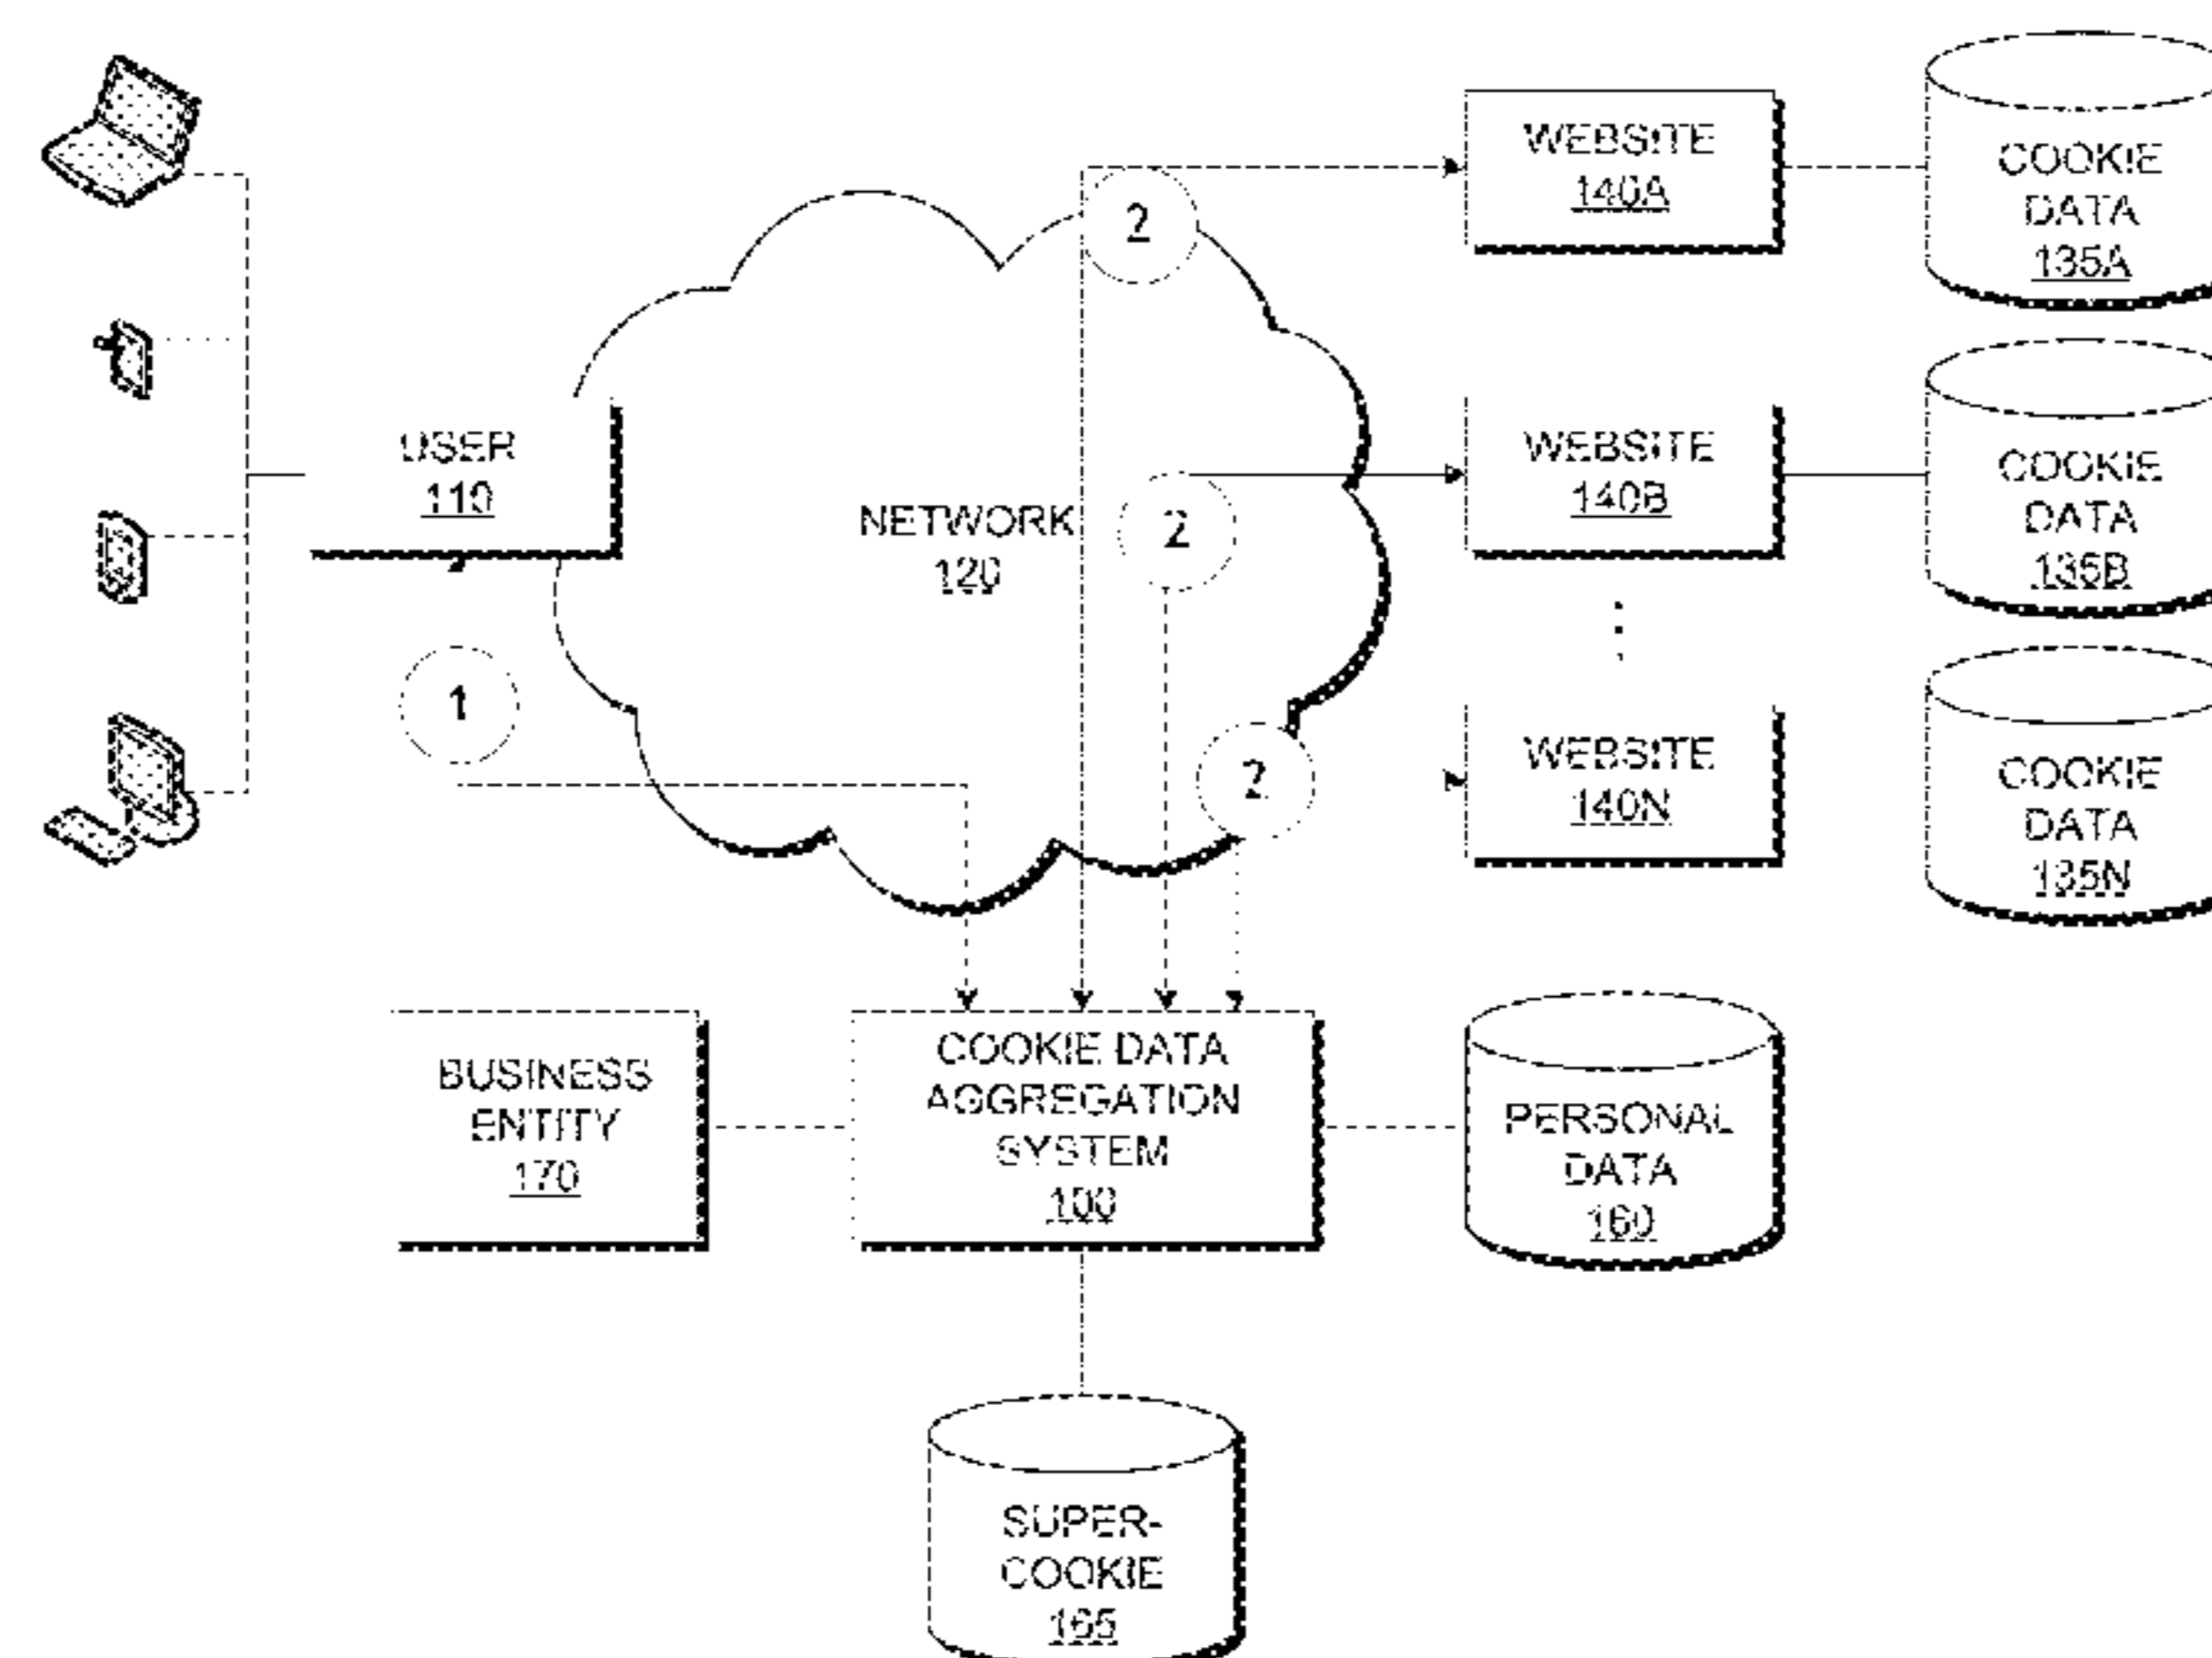 WEBSITE
140A
COOKIE
DATA
135A
2
USER
110
NETWORK
120
2
WEBSITE
140B
COOKIE
DATA
135B
1
2
WEBSITE
140N
COOKIE
DATA
135N
BUSINESS
ENTITY
170
COOKIE DATA
AGGREGATION
SYSTEM
100
PERSONAL
DATA
160
SUPER-
COOKIE
165